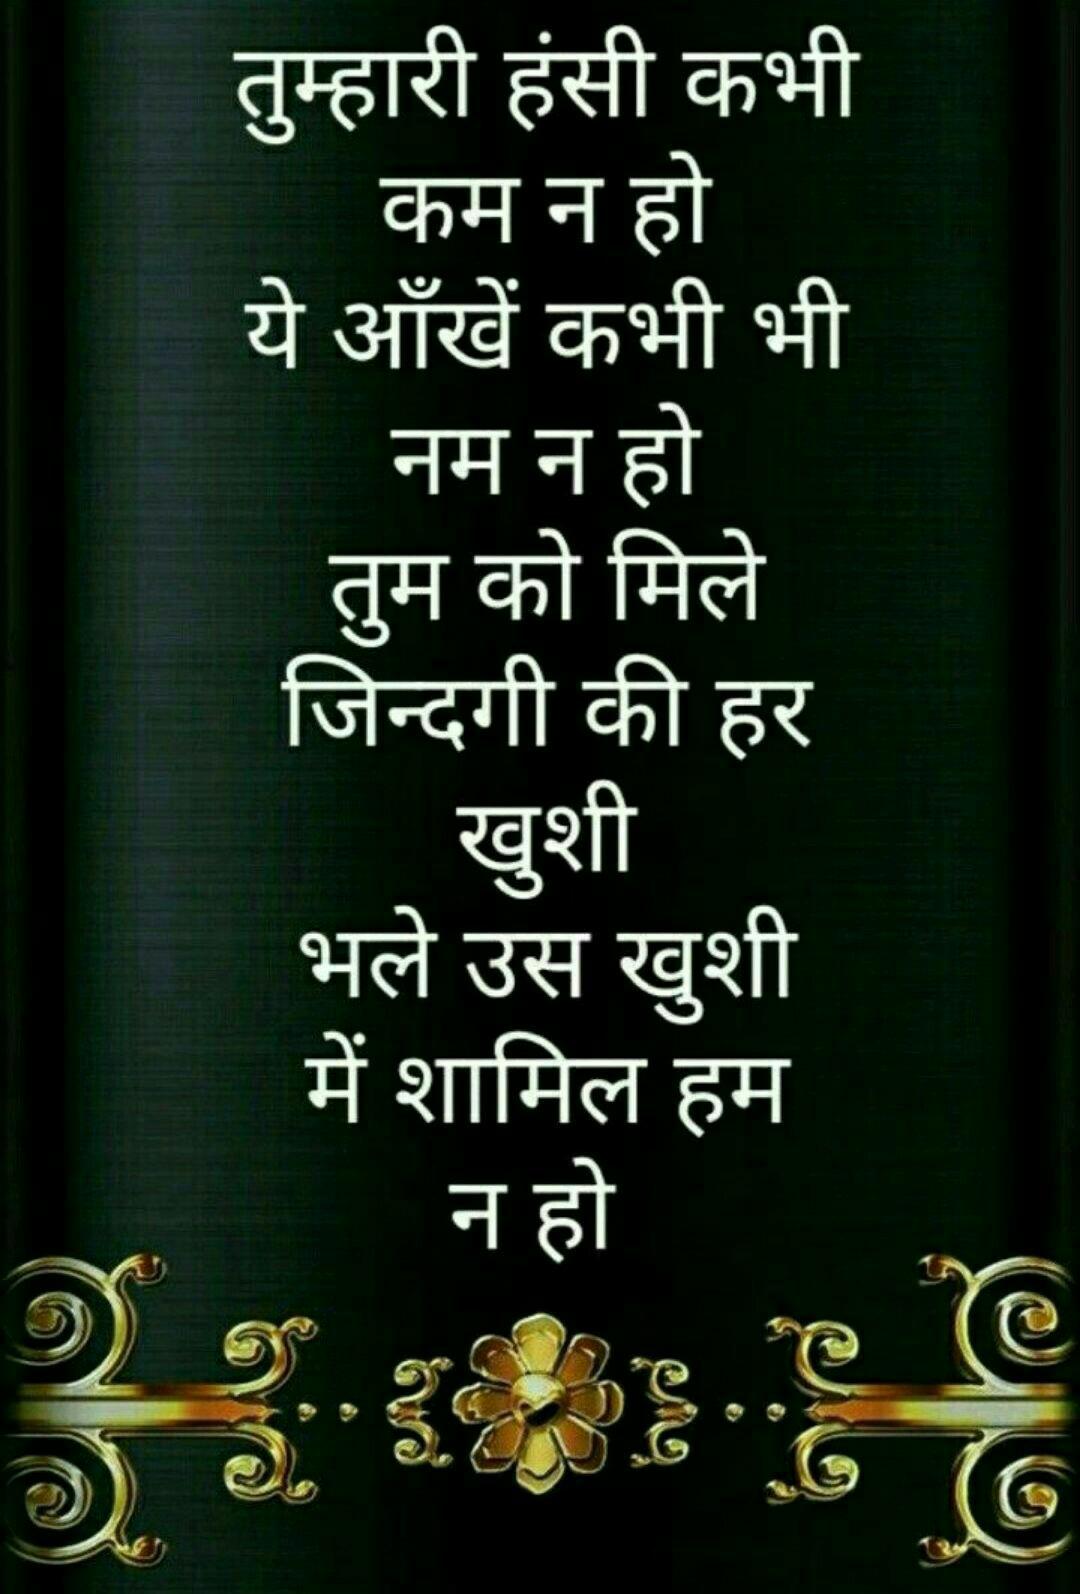 तुम्हारी हंसी कभी
कम न हो
ये आँखें कभी भी
नम न हो
तुम को मिले
जिन्दगी की हर
खुशी
भले उस खुशी
में शामिल हम
न हो